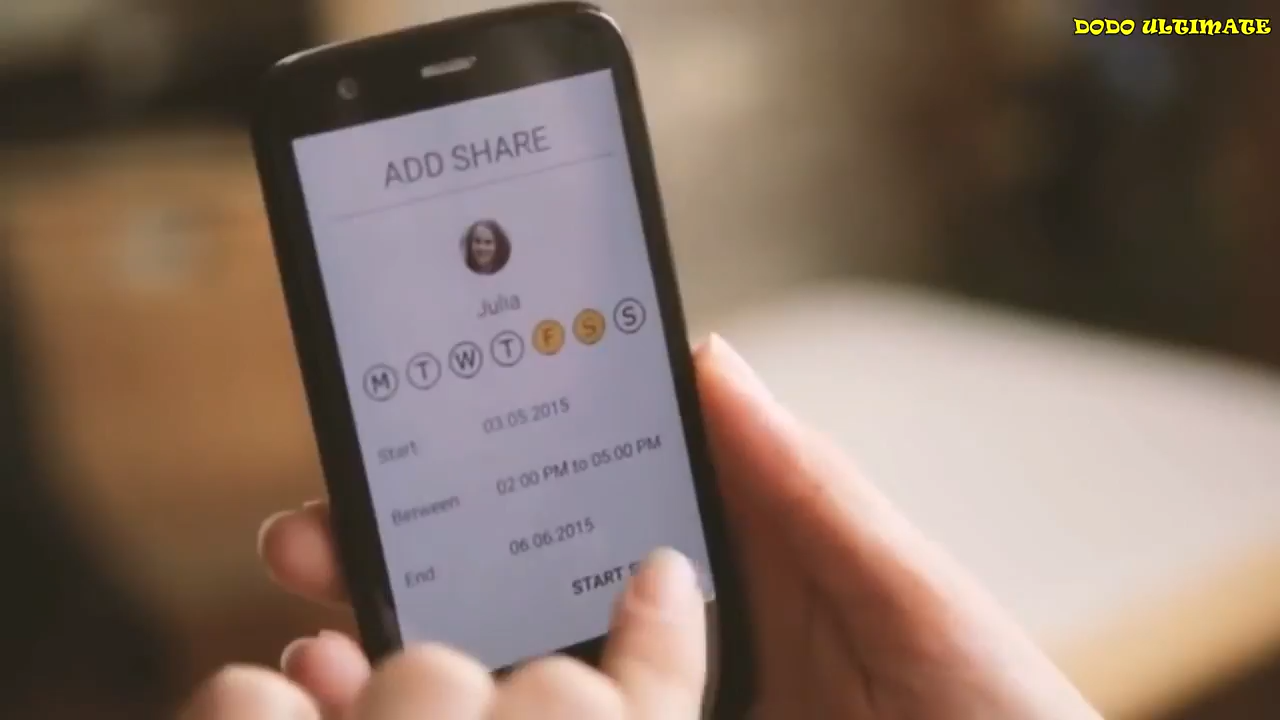 DODO ULTIMATE
ADD SHARE
Julia
M T W T F S S
Start 03.05.2015
Between 02:00 PM to 05:00 PM
End 06.06.2015
START